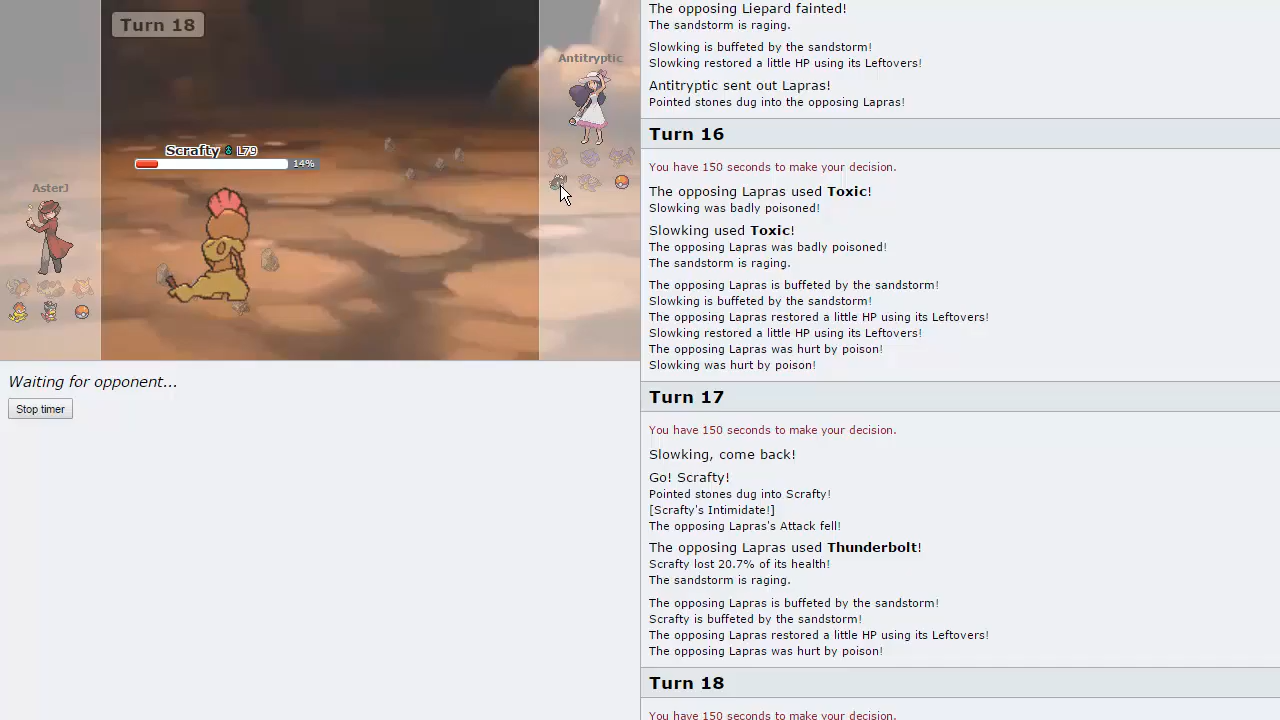 Turn 18
Antitryptic
Scrafty L79
14%
AsterJ
Waiting for opponent...
Stop timer
The opposing Liepard fainted!
The sandstorm is raging.
Slowking is buffeted by the sandstorm!
Slowking restored a little HP using its Leftovers!
Antitryptic sent out Lapras!
Pointed stones dug into the opposing Lapras!
Turn 16
You have 150 seconds to make your decision.
The opposing Lapras used Toxic!
Slowking was badly poisoned!
Slowking used Toxic!
The opposing Lapras was badly poisoned!
The sandstorm is raging.
The opposing Lapras is buffeted by the sandstorm!
Slowking is buffeted by the sandstorm!
The opposing Lapras restored a little HP using its Leftovers!
Slowking restored a little HP using its Leftovers!
The opposing Lapras was hurt by poison!
Slowking was hurt by poison!
Turn 17
You have 150 seconds to make your decision.
Slowking, come back!
Go! Scrafty!
Pointed stones dug into Scrafty!
[Scrafty's Intimidate!]
The opposing Lapras's Attack fell!
The opposing Lapras used Thunderbolt!
Scrafty lost 20.7% of its health!
The sandstorm is raging.
The opposing Lapras is buffeted by the sandstorm!
Scrafty is buffeted by the sandstorm!
The opposing Lapras restored a little HP using its Leftovers!
The opposing Lapras was hurt by poison!
Turn 18
You have 150 seconds to make your decision.